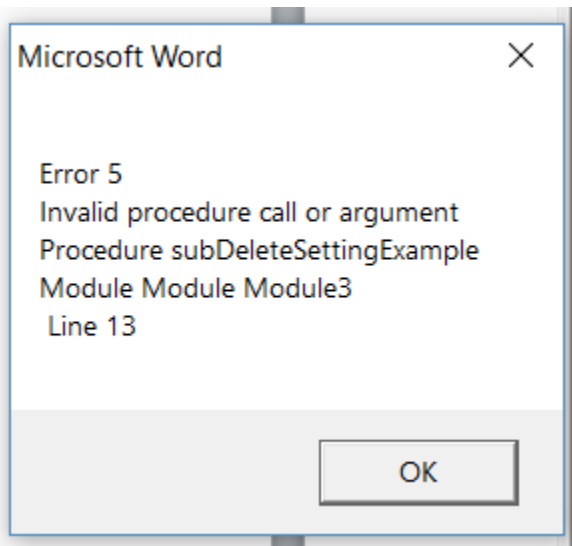 Microsoft Word
Error 5
Invalid procedure call or argument
Procedure subDeleteSettingExample
Module Module Module3
Line 13
OK